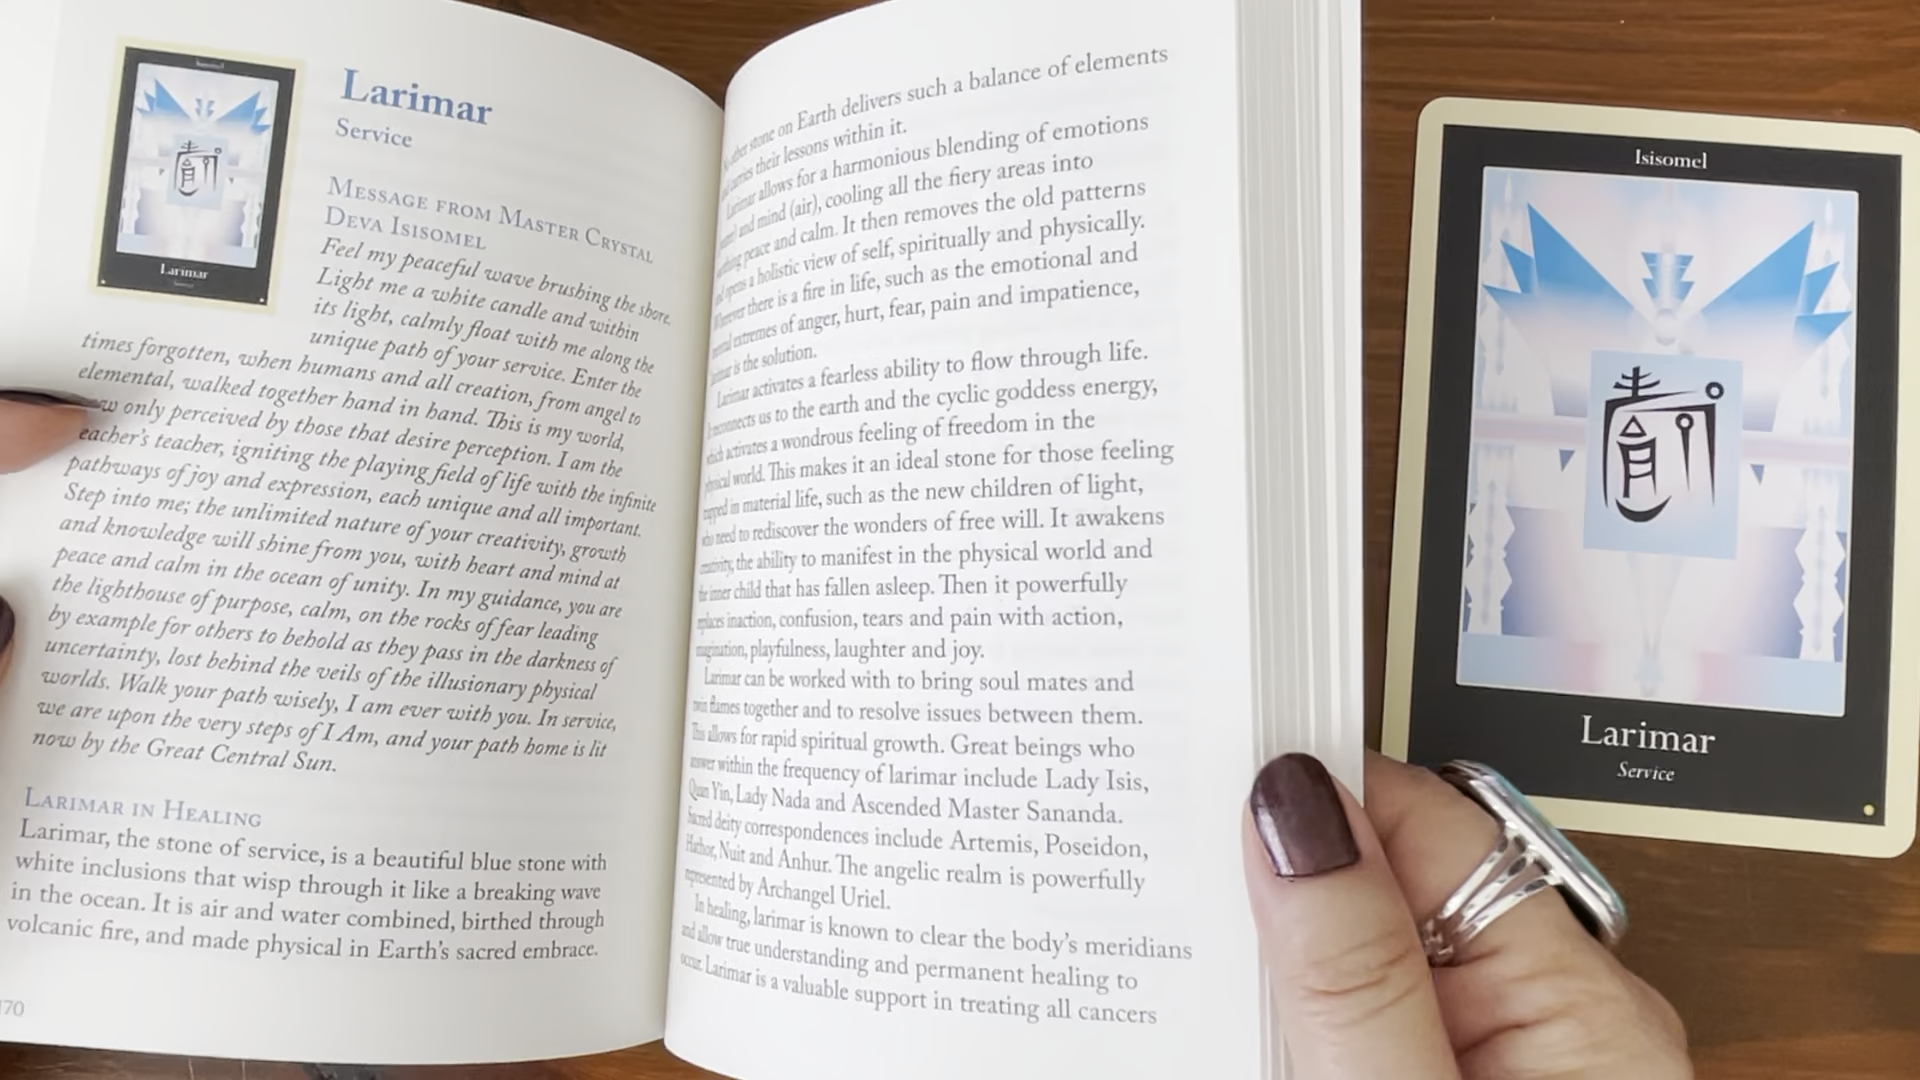 Isisomel
Larimar
Larimar
Service
MESSAGE FROM MASTER CRYSTAL
DEVA ISISOMEL
Feel my peaceful wave brushing the shore.
Light me a white candle and within
its light, calmly float with me along the
unique path of your service. Enter the
times forgotten, when humans and all creation, from angel to
elemental, walked together hand in hand. This is my world,
only perceived by those that desire perception. I am the
eacher's teacher, igniting the playing field of life with the infinite
pathways of joy and expression, each unique and all important.
Step into me; the unlimited nature of your creativity, growth
and knowledge will shine from you, with heart and mind at
peace and calm in the ocean of unity. In my guidance, you are
the lighthouse of purpose, calm, on the rocks of fear leading
by example for others to behold as they pass in the darkness of
uncertainty, lost behind the veils of the illusionary physical
worlds. Walk your path wisely, I am ever with you. In service,
we are upon the very steps of I Am, and your path home is lit
now by the Great Central Sun.
LARIMAR IN HEALING
Larimar, the stone of service, is a beautiful blue stone with
white inclusions that wisp through it like a breaking wave
in the ocean. It is air and water combined, birthed through
volcanic fire, and made physical in Earth's sacred embrace.
170
other stone on Earth delivers such a balance of elements
and carries their lessons within it.
Larimar allows for a harmonious blending of emotions
and mind (air), cooling all the fiery areas into
peace and calm. It then removes the old patterns
and opens a holistic view of self, spiritually and physically.
Wherever there is a fire in life, such as the emotional and
extremes of anger, hurt, fear, pain and impatience,
larimar is the solution.
Larimar activates a fearless ability to flow through life.
It reconnects us to the earth and the cyclic goddess energy,
which activates a wondrous feeling of freedom in the
physical world. This makes it an ideal stone for those feeling
trapped in material life, such as the new children of light,
who need to rediscover the wonders of free will. It awakens
creativity, the ability to manifest in the physical world and
the inner child that has fallen asleep. Then it powerfully
replaces inaction, confusion, tears and pain with action,
imagination, playfulness, laughter and joy.
Larimar can be worked with to bring soul mates and
twin flames together and to resolve issues between them.
This allows for rapid spiritual growth. Great beings who
answer within the frequency of larimar include Lady Isis,
Quan Yin, Lady Nada and Ascended Master Sananda.
Sacred deity correspondences include Artemis, Poseidon,
Hathor, Nuit and Anhur. The angelic realm is powerfully
represented by Archangel Uriel.
In healing, larimar is known to clear the body's meridians
and allow true understanding and permanent healing to
occur. Larimar is a valuable support in treating all cancers
Isisomel
Larimar
Service